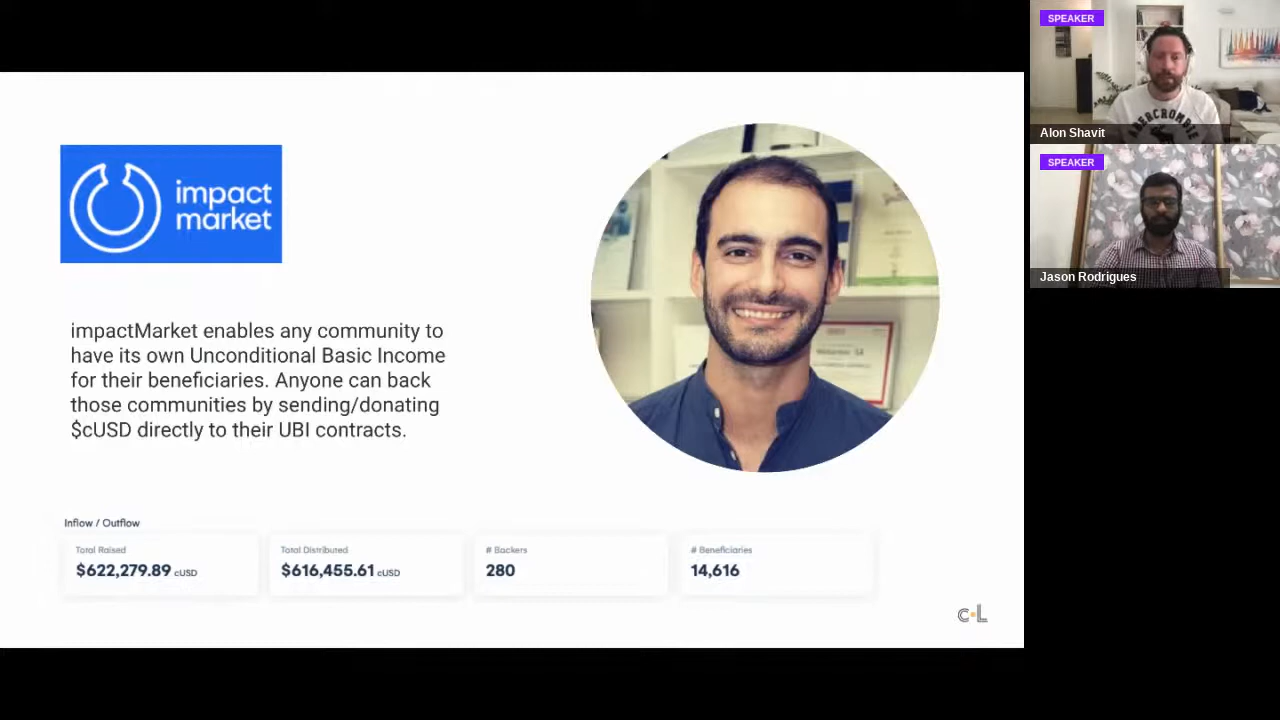 impact
market
impactMarket enables any community to
have its own Unconditional Basic Income
for their beneficiaries. Anyone can back
those communities by sending/donating
$cUSD directly to their UBI contracts.
Inflow / Outflow
Total Raised
$622,279.89 cUSD
Total Distributed
$616,455.61 cUSD
# Backers
280
# Beneficiaries
14,616
C•L
SPEAKER
ABERCROMBIE
Alon Shavit
SPEAKER
Jason Rodrigues